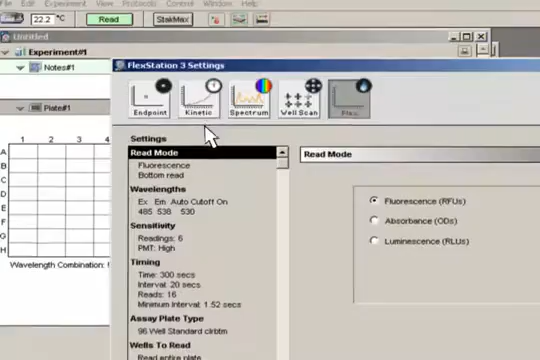 File Edit Experiment View Protocols Control Window Help
22.2 °C Read StakMax
Untitled
Experiment#1
Notes#1
Plate#1
1 2 3 4
A
B
C
D
E
F
G
H
Wavelength Combination:
FlexStation 3 Settings
Endpoint Kinetic Spectrum Well Scan Flex
Settings
Read Mode
Fluorescence
Bottom read
Wavelengths
Ex Em Auto Cutoff On
485 538 530
Sensitivity
Readings: 6
PMT: High
Timing
Time: 300 secs
Interval: 20 secs
Reads: 16
Minimum Interval: 1.52 secs
Assay Plate Type
96 Well Standard clrbtm
Wells To Read
Read entire plate
Read Mode
Fluorescence (RFUs)
Absorbance (ODs)
Luminescence (RLUs)